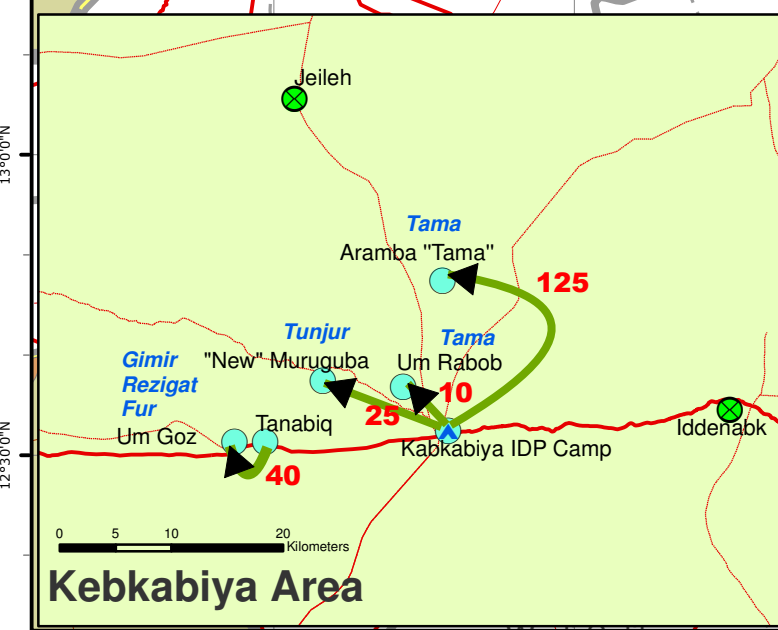 Jeileh
13°0'0"N
Tama
Aramba "Tama"
125
Tunjur
Tama
Gimir
Rezigat
Fur
"New" Muruguba
Um Rabob
10
25
Um Goz
Tanabiq
Iddenabk
Kabkabiya IDP Camp
12°30'0"N
40
0 5 10 20
Kilometers
Kebkabiya Area